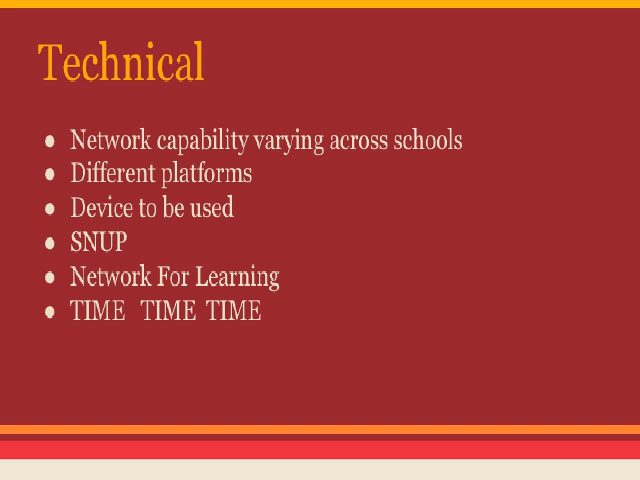 Technical
● Network capability varying across schools
● Different platforms
● Device to be used
● SNUP
● Network For Learning
● TIME   TIME  TIME